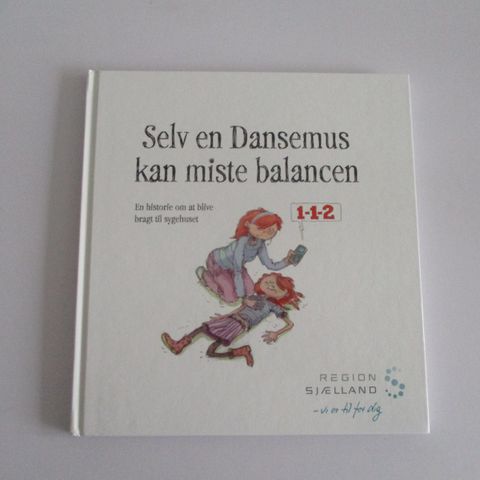 Selv en Dansemus
kan miste balancen
En historie om at blive
bragt til sygehuset
1-1-2
REGION
SJÆLLAND
- vi er til for dig